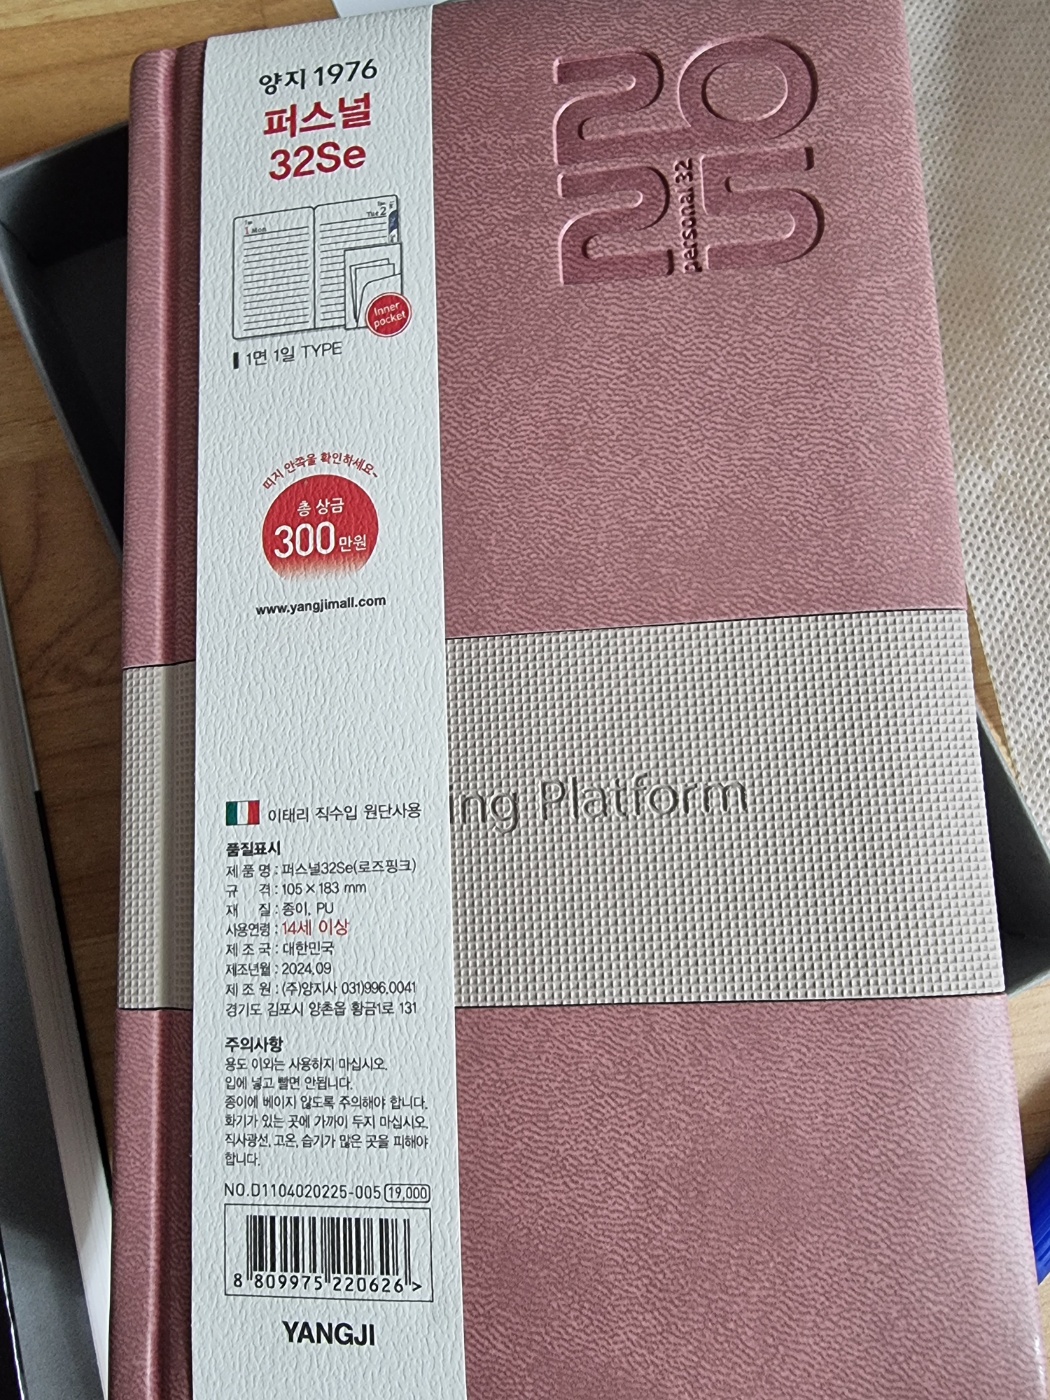 양지 1976
퍼스널
32Se
1 Mon
Tue 2
Inner
pocket
1면 1일 TYPE
띠지 안쪽을 확인하세요~
총 상금
300만원
www.yangjimall.com
이태리 직수입 원단사용
품질표시
제 품 명 : 퍼스널32Se(로즈핑크)
규 격 : 105 × 183 mm
재 질 : 종이, PU
사용연령 : 14세 이상
제 조 국 : 대한민국
제조년월 : 2024.09
제 조 원 : (주)양지사 031)996.0041
경기도 김포시 양촌읍 황금1로 131
주의사항
용도 이외는 사용하지 마십시오.
입에 넣고 빨면 안됩니다.
종이에 베이지 않도록 주의해야 합니다.
화기가 있는 곳에 가까이 두지 마십시오.
직사광선, 고온, 습기가 많은 곳을 피해야
합니다.
NO.D1104020225-005 19,000
8 809975 220626 >
YANGJI
20
25
personal 32
ing Platform